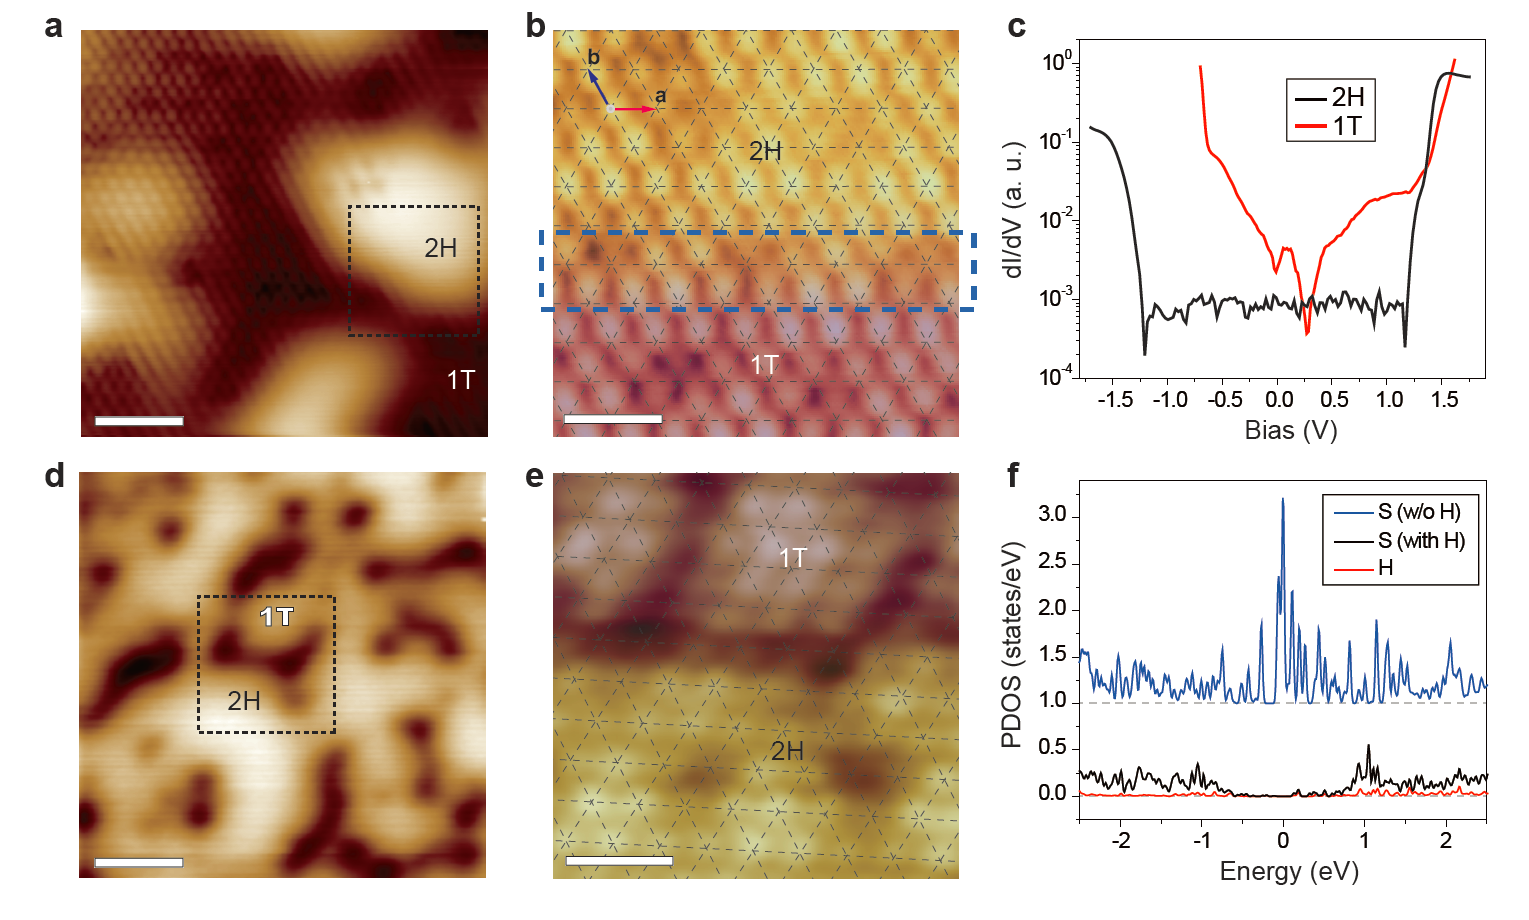 a
2H
1T
b
b
a
2H
1T
c
dI/dV (a. u.)
10^0
10^-1
10^-2
10^-3
10^-4
2H
1T
-1.5 -1.0 -0.5 0.0 0.5 1.0 1.5
Bias (V)
d
1T
2H
e
1T
2H
f
PDOS (states/eV)
3.0
2.5
2.0
1.5
1.0
0.5
0.0
S (w/o H)
S (with H)
H
-2 -1 0 1 2
Energy (eV)